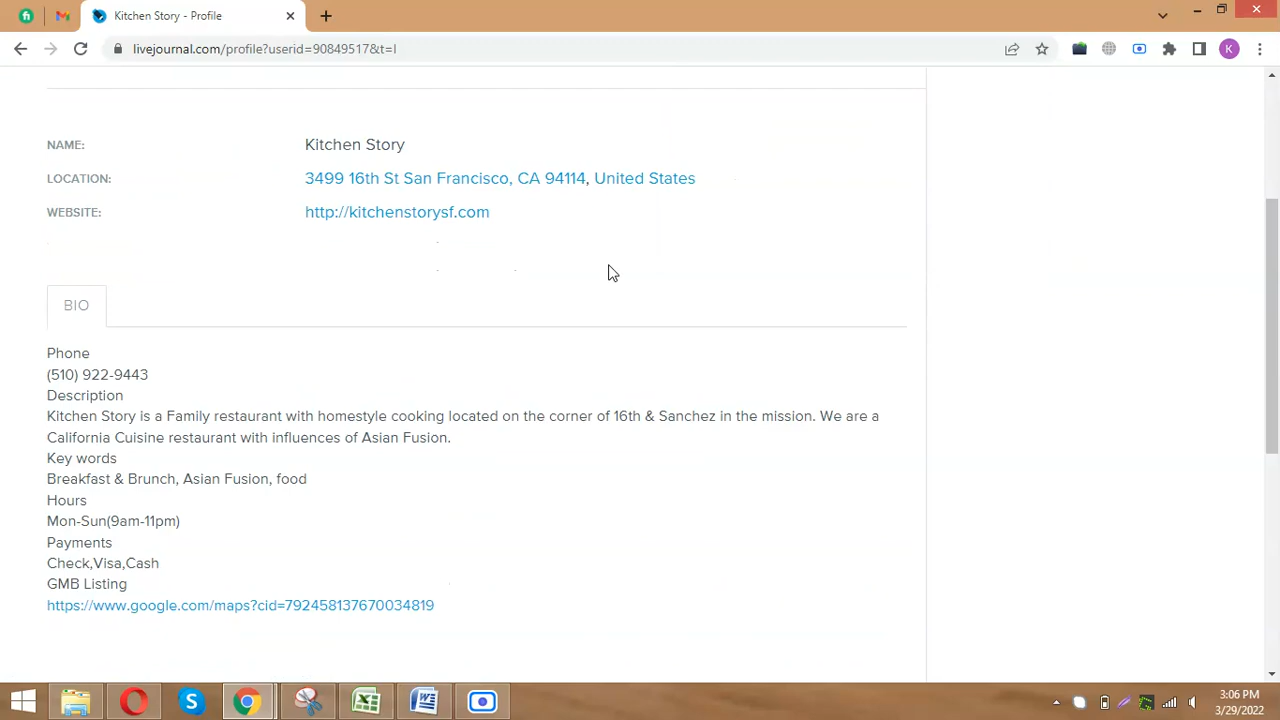 Kitchen Story - Profile
livejournal.com/profile?userid=90849517&t=I
K
NAME: Kitchen Story
LOCATION: 3499 16th St San Francisco, CA 94114, United States
WEBSITE: http://kitchenstorysf.com
BIO
Phone
(510) 922-9443
Description
Kitchen Story is a Family restaurant with homestyle cooking located on the corner of 16th & Sanchez in the mission. We are a
California Cuisine restaurant with influences of Asian Fusion.
Key words
Breakfast & Brunch, Asian Fusion, food
Hours
Mon-Sun(9am-11pm)
Payments
Check,Visa,Cash
GMB Listing
https://www.google.com/maps?cid=792458137670034819
3:06 PM
3/29/2022